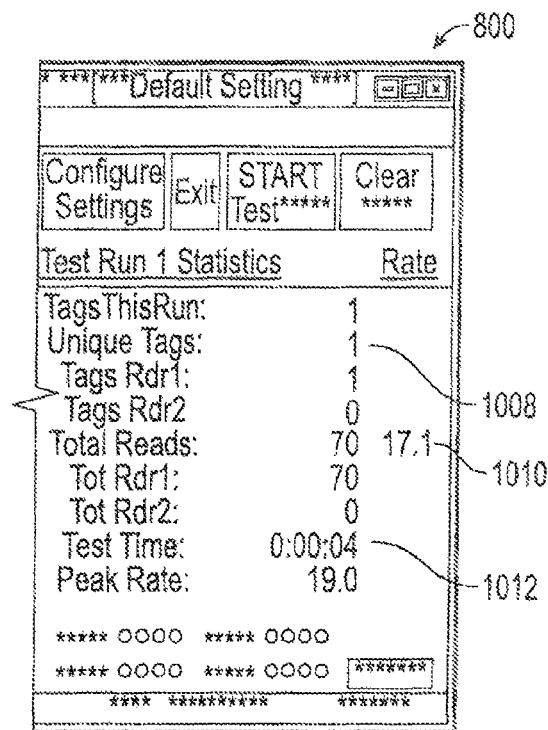 800
* *** ***Default Setting ****
Configure Settings
Exit
START Test*****
Clear *****
Test Run 1 Statistics Rate
TagsThisRun: 1
Unique Tags: 1
1008
Tags Rdr1: 1
Tags Rdr2 0
Total Reads: 70 17.1
1010
Tot Rdr1: 70
Tot Rdr2: 0
Test Time: 0:00:04
1012
Peak Rate: 19.0
***** OOOO ***** OOOO
***** OOOO ***** OOOO *******
**** ********** *******